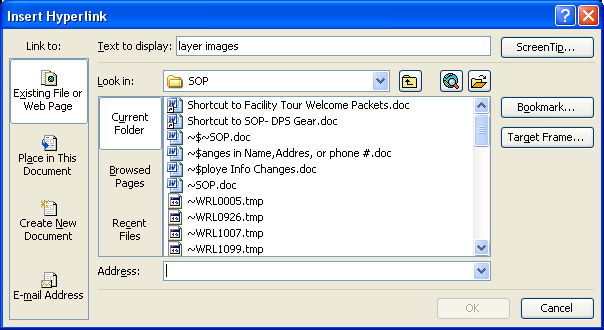 Insert Hyperlink
Link to:
Text to display: layer images
ScreenTip...
Existing File or
Web Page
Look in: SOP
Current
Folder
Shortcut to Facility Tour Welcome Packets.doc
Shortcut to SOP- DPS Gear.doc
~$~SOP.doc
~$anges in Name,Addres, or phone #.doc
~$ploye Info Changes.doc
~SOP.doc
~WRL0005.tmp
~WRL0926.tmp
~WRL1007.tmp
~WRL1099.tmp
Bookmark...
Target Frame...
Place in This
Document
Browsed
Pages
Create New
Document
Recent
Files
E-mail Address
Address:
OK
Cancel